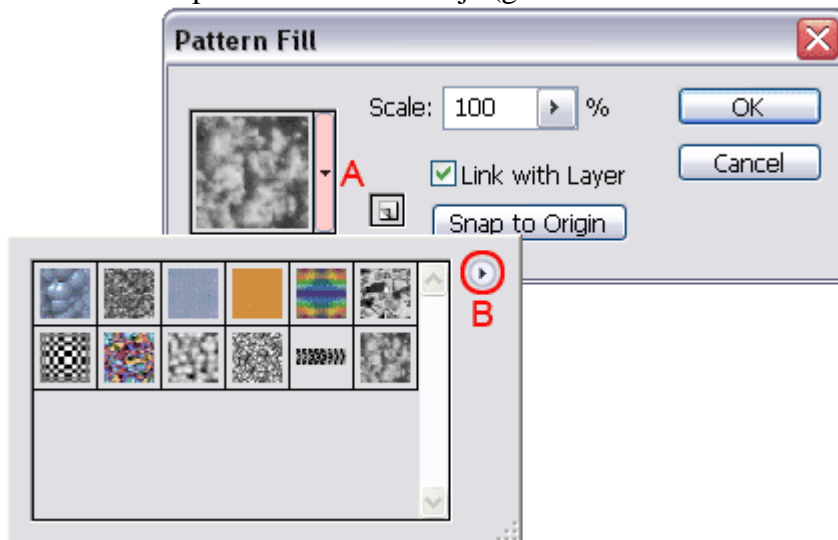 Pattern Fill
Scale: 100 % OK
A Link with Layer Cancel
Snap to Origin
B